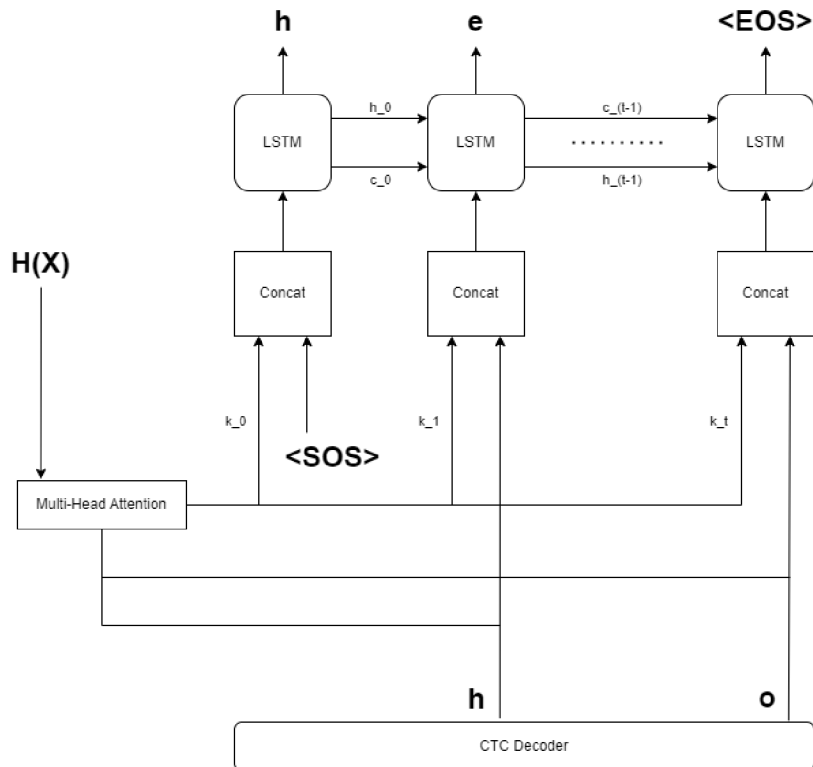 h e <EOS>
h_0 c_(t-1)
LSTM LSTM ·········· LSTM
c_0 h_(t-1)
H(X)
Concat Concat Concat
k_0 k_1 k_t
<SOS>
Multi-Head Attention
h o
CTC Decoder